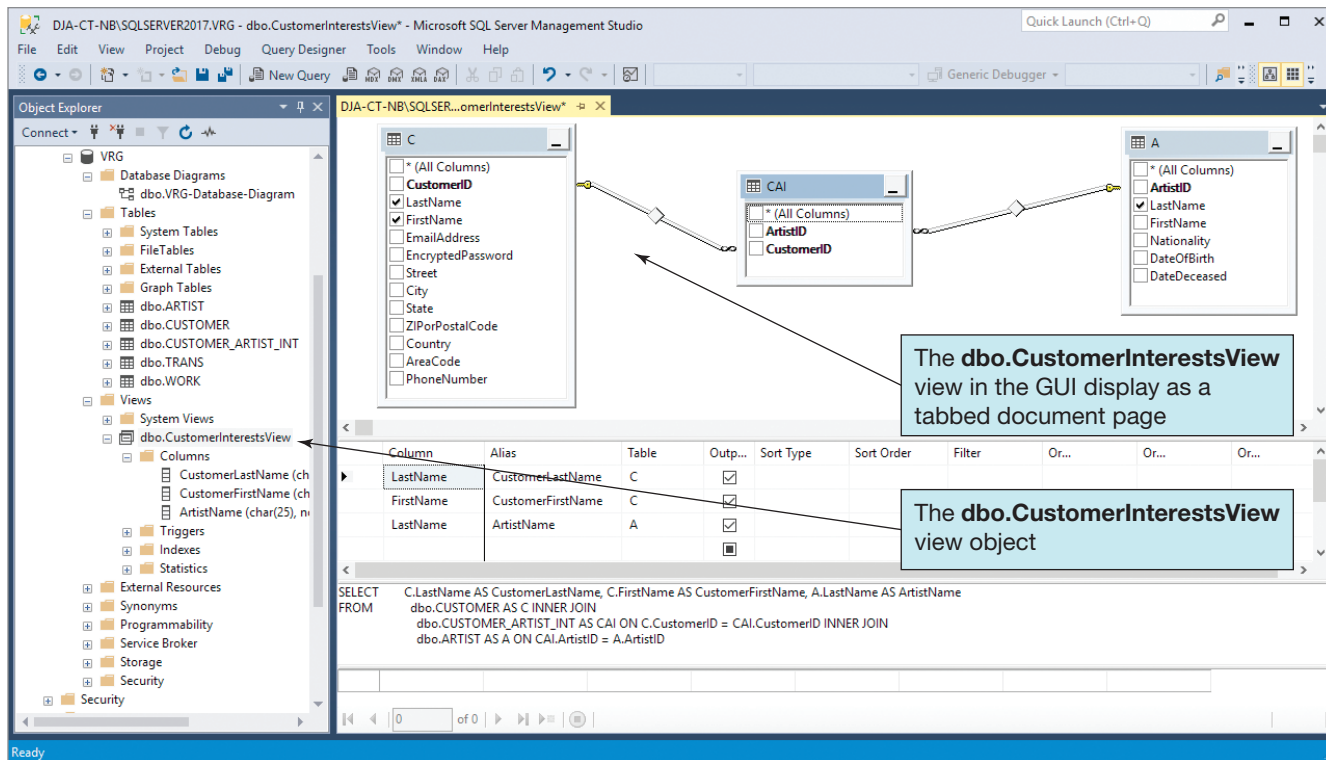 DJA-CT-NB\SQLSERVER2017.VRG - dbo.CustomerInterestsView* - Microsoft SQL Server Management Studio
Quick Launch (Ctrl+Q)
File Edit View Project Debug Query Designer Tools Window Help
New Query MDX DMX XMLA DAX Generic Debugger
Object Explorer
Connect
VRG
Database Diagrams
dbo.VRG-Database-Diagram
Tables
System Tables
FileTables
External Tables
Graph Tables
dbo.ARTIST
dbo.CUSTOMER
dbo.CUSTOMER_ARTIST_INT
dbo.TRANS
dbo.WORK
Views
System Views
dbo.CustomerInterestsView
Columns
CustomerLastName (ch
CustomerFirstName (ch
ArtistName (char(25), n
Triggers
Indexes
Statistics
External Resources
Synonyms
Programmability
Service Broker
Storage
Security
Security
DJA-CT-NB\SQLSER...omerInterestsView*
C
* (All Columns)
CustomerID
LastName
FirstName
EmailAddress
EncryptedPassword
Street
City
State
ZIPorPostalCode
Country
AreaCode
PhoneNumber
CAI
* (All Columns)
ArtistID
CustomerID
A
* (All Columns)
ArtistID
LastName
FirstName
Nationality
DateOfBirth
DateDeceased
The dbo.CustomerInterestsView
view in the GUI display as a
tabbed document page
Column Alias Table Outp... Sort Type Sort Order Filter Or... Or... Or...
LastName CustomerLastName C
FirstName CustomerFirstName C
LastName ArtistName A
The dbo.CustomerInterestsView
view object
SELECT C.LastName AS CustomerLastName, C.FirstName AS CustomerFirstName, A.LastName AS ArtistName
FROM dbo.CUSTOMER AS C INNER JOIN
dbo.CUSTOMER_ARTIST_INT AS CAI ON C.CustomerID = CAI.CustomerID INNER JOIN
dbo.ARTIST AS A ON CAI.ArtistID = A.ArtistID
0 of 0
Ready